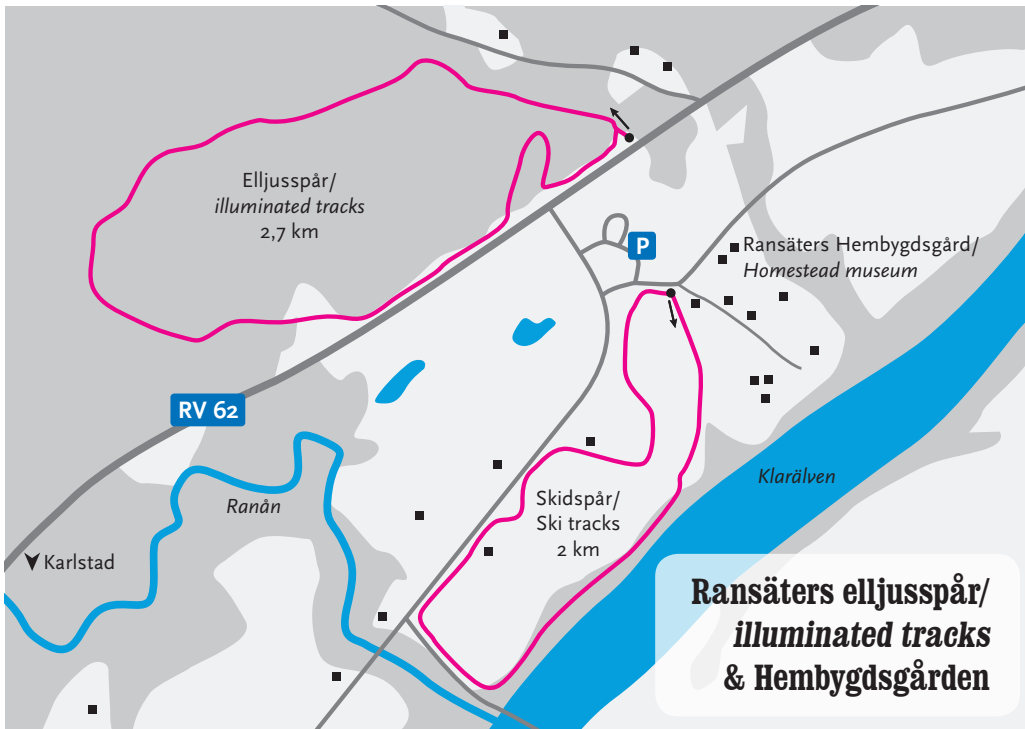 Elljusspår/
illuminated tracks
2,7 km
P
Ransäters Hembygdsgård/
Homestead museum
RV 62
Ranån
Klarälven
Skidspår/
Ski tracks
2 km
Karlstad
Ransäters elljusspår/
illuminated tracks
& Hembygdsgården